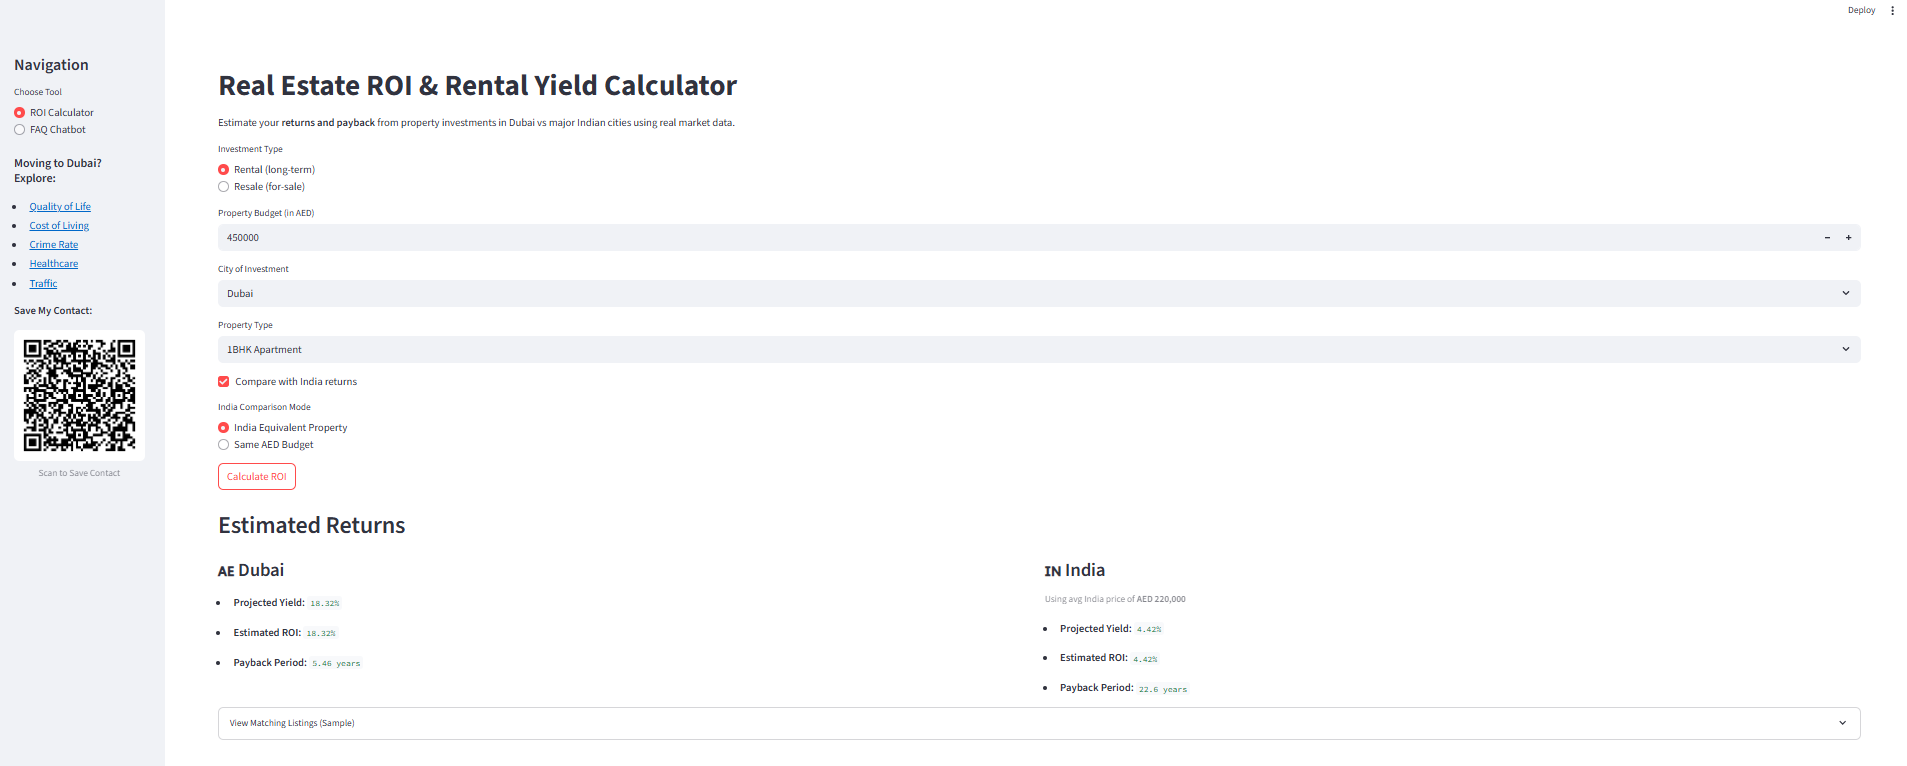 Deploy
Navigation
Choose Tool
ROI Calculator
FAQ Chatbot
Moving to Dubai?
Explore:
Quality of Life
Cost of Living
Crime Rate
Healthcare
Traffic
Save My Contact:
Scan to Save Contact
Real Estate ROI & Rental Yield Calculator
Estimate your returns and payback from property investments in Dubai vs major Indian cities using real market data.
Investment Type
Rental (long-term)
Resale (for-sale)
Property Budget (in AED)
450000
City of Investment
Dubai
Property Type
1BHK Apartment
Compare with India returns
India Comparison Mode
India Equivalent Property
Same AED Budget
Calculate ROI
Estimated Returns
AE Dubai
Projected Yield: 18.32%
Estimated ROI: 18.32%
Payback Period: 5.46 years
IN India
Using avg India price of AED 220,000
Projected Yield: 4.42%
Estimated ROI: 4.42%
Payback Period: 22.6 years
View Matching Listings (Sample)